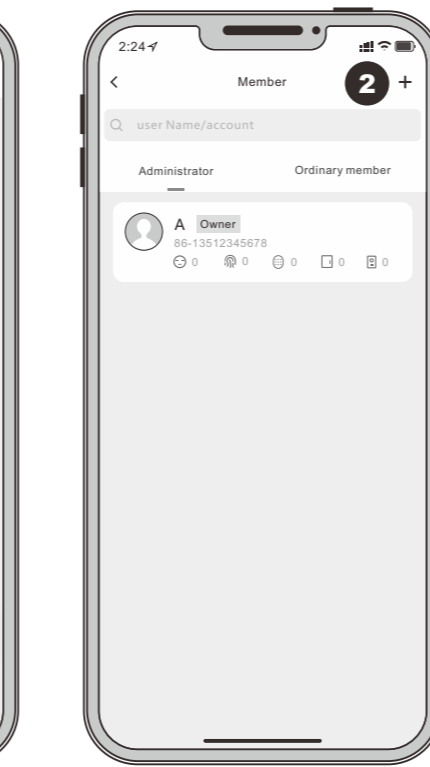 2:24
Member
2 +
user Name/account
Administrator Ordinary member
A Owner
86-13512345678
0 0 0 0 0